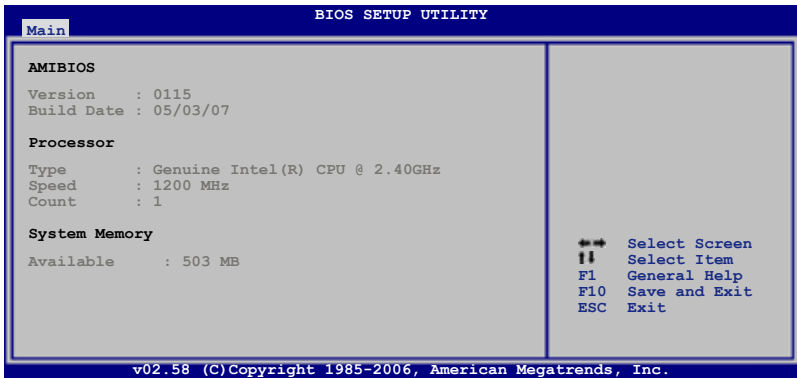 BIOS SETUP UTILITY
Main
AMIBIOS
Version : 0115
Build Date : 05/03/07
Processor
Type : Genuine Intel(R) CPU @ 2.40GHz
Speed : 1200 MHz
Count : 1
System Memory
Available : 503 MB
←→ Select Screen
↑↓ Select Item
F1 General Help
F10 Save and Exit
ESC Exit
v02.58 (C)Copyright 1985-2006, American Megatrends, Inc.